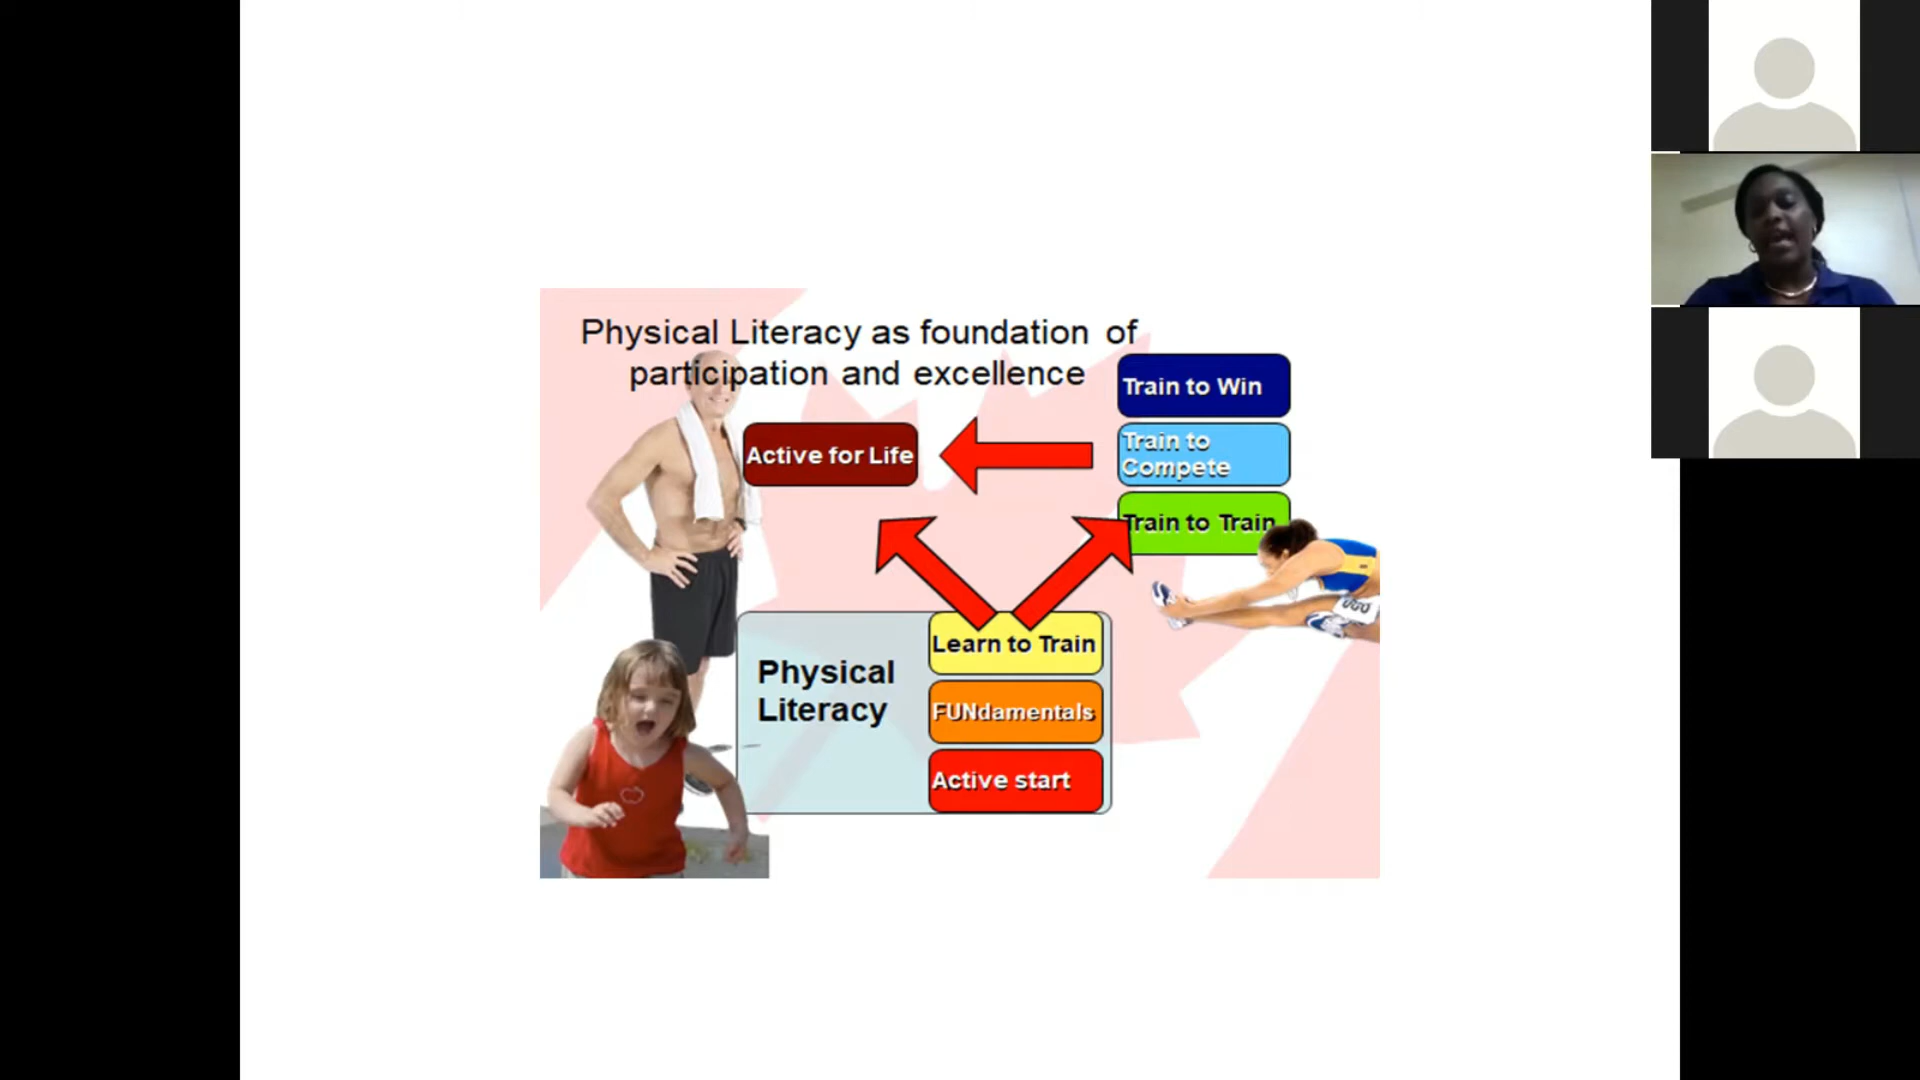 Physical Literacy as foundation of
participation and excellence
Train to Win
Active for Life
Train to
Compete
Train to Train
Learn to Train
Physical
Literacy
FUNdamentals
Active start